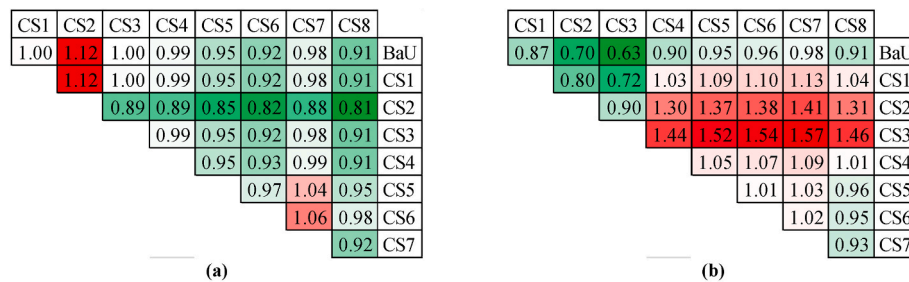 CS1 CS2 CS3 CS4 CS5 CS6 CS7 CS8
1.00 1.12 1.00 0.99 0.95 0.92 0.98 0.91 BaU
1.12 1.00 0.99 0.95 0.92 0.98 0.91 CS1
0.89 0.89 0.85 0.82 0.88 0.81 CS2
0.99 0.95 0.92 0.98 0.91 CS3
0.95 0.93 0.99 0.91 CS4
0.97 1.04 0.95 CS5
1.06 0.98 CS6
0.92 CS7
(a)
CS1 CS2 CS3 CS4 CS5 CS6 CS7 CS8
0.87 0.70 0.63 0.90 0.95 0.96 0.98 0.91 BaU
0.80 0.72 1.03 1.09 1.10 1.13 1.04 CS1
0.90 1.30 1.37 1.38 1.41 1.31 CS2
1.44 1.52 1.54 1.57 1.46 CS3
1.05 1.07 1.09 1.01 CS4
1.01 1.03 0.96 CS5
1.02 0.95 CS6
0.93 CS7
(b)